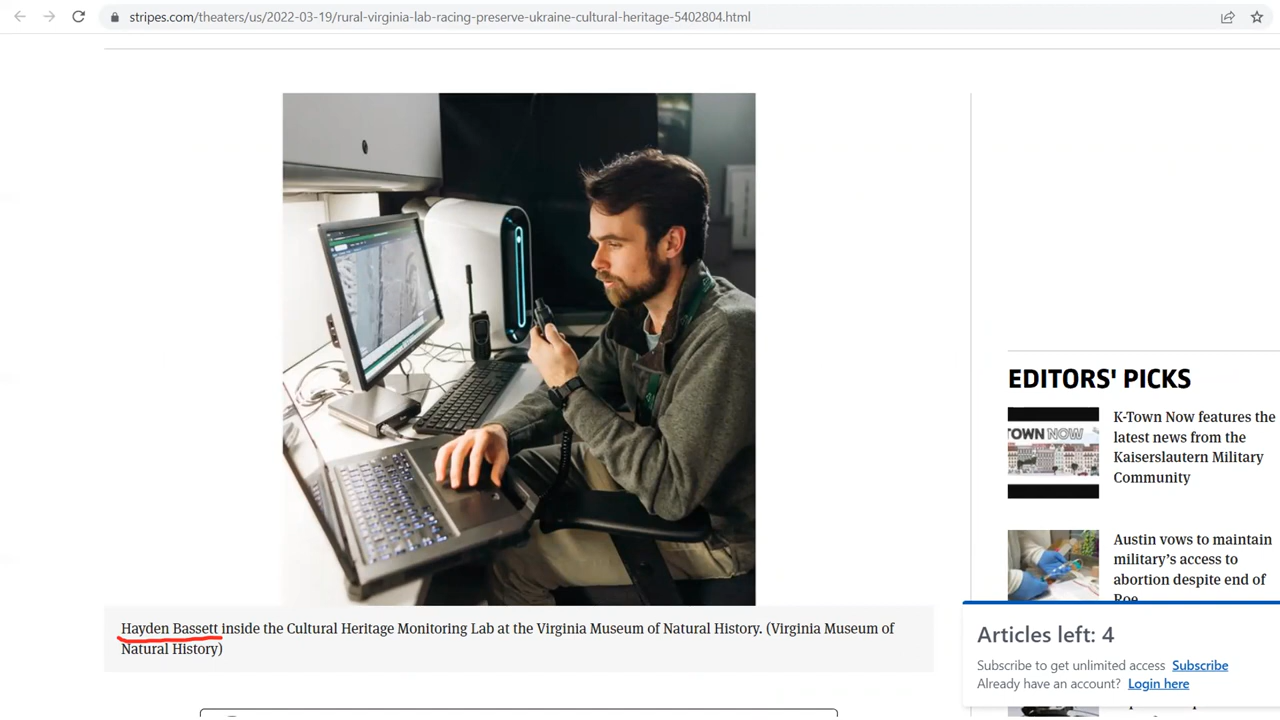 stripes.com/theaters/us/2022-03-19/rural-virginia-lab-racing-preserve-ukraine-cultural-heritage-5402804.html
Hayden Bassett inside the Cultural Heritage Monitoring Lab at the Virginia Museum of Natural History. (Virginia Museum of
Natural History)
EDITORS' PICKS
TOWN NOW
K-Town Now features the
latest news from the
Kaiserslautern Military
Community
Austin vows to maintain
military's access to
abortion despite end of
Roe
Articles left: 4
Subscribe to get unlimited access Subscribe
Already have an account? Login here